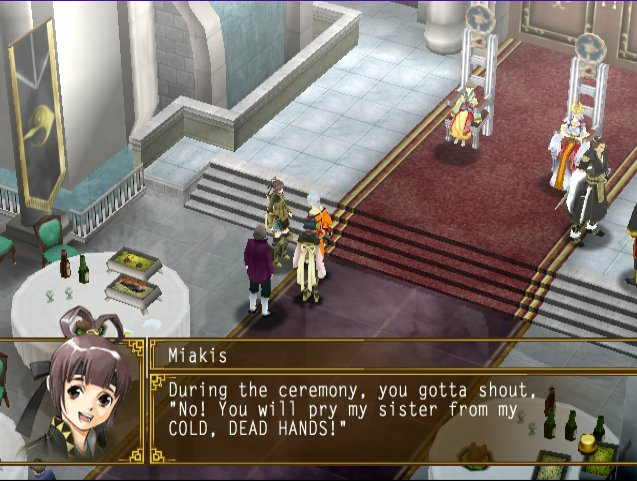 Miakis
During the ceremony, you gotta shout,
"No! You will pry my sister from my
COLD, DEAD HANDS!"